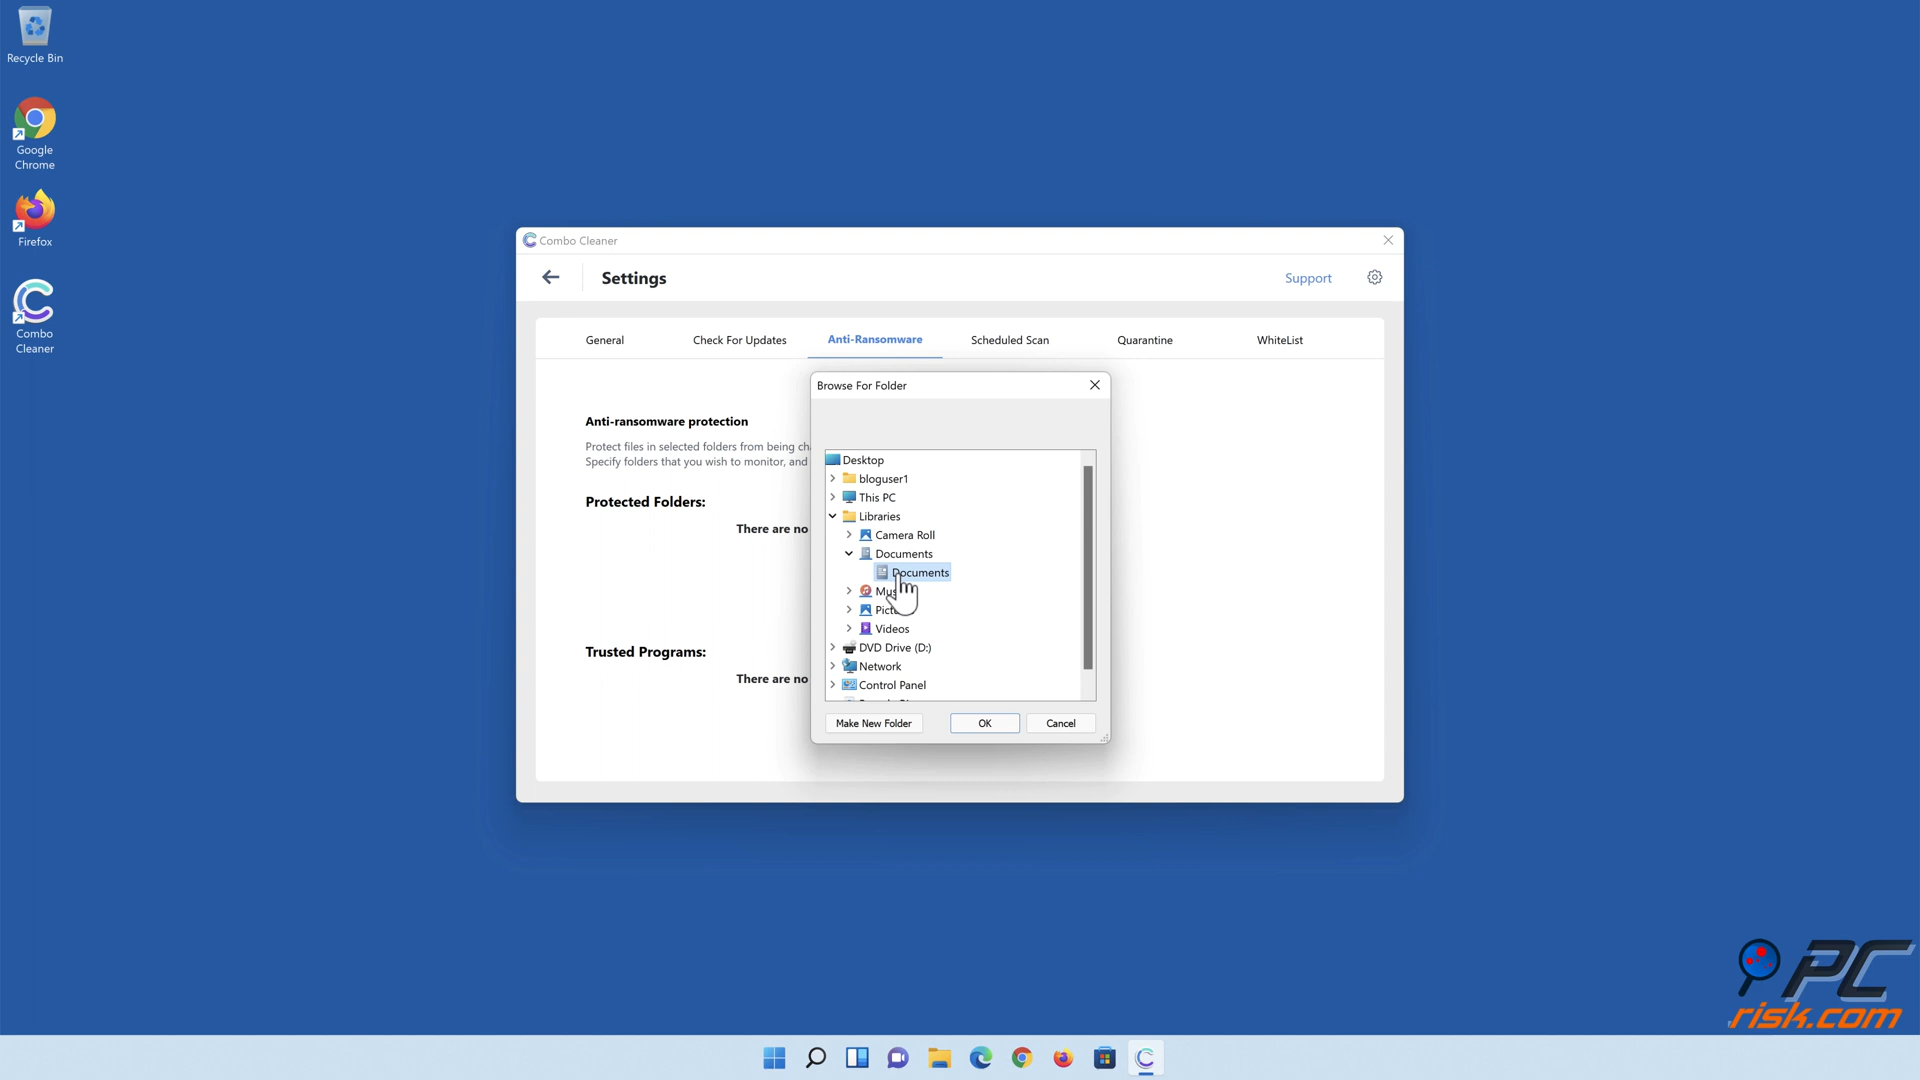 Recycle Bin
Google
Chrome
Firefox
Combo
Cleaner
Combo Cleaner
Settings
Support
General
Check For Updates
Anti-Ransomware
Scheduled Scan
Quarantine
WhiteList
Anti-ransomware protection
Protect files in selected folders from being
Specify folders that you wish to monitor, and
Protected Folders:
There are no
Trusted Programs:
There are no
Browse For Folder
Desktop
bloguser1
This PC
Libraries
Camera Roll
Documents
Documents
Videos
DVD Drive (D:)
Network
Control Panel
Make New Folder
OK
Cancel
PC
risk.com